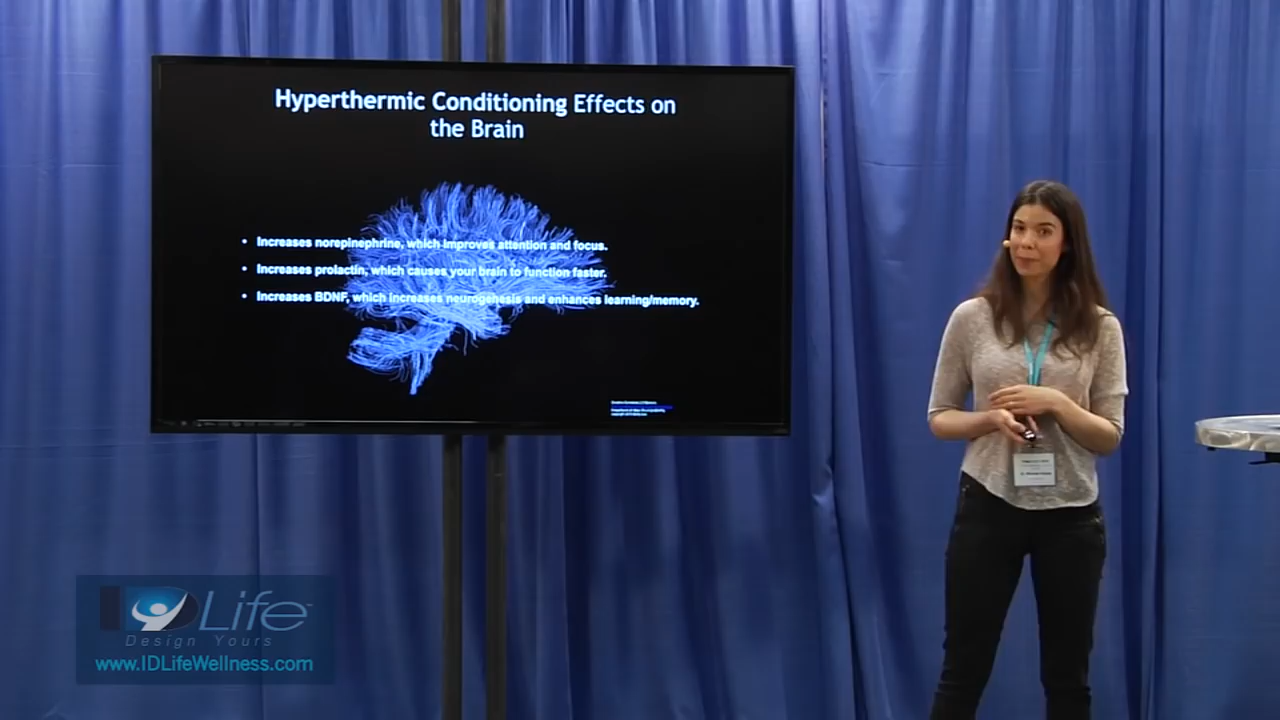 Hyperthermic Conditioning Effects on
the Brain
• Increases norepinephrine, which improves attention and focus.
• Increases prolactin, which causes your brain to function faster.
• Increases BDNF, which increases neurogenesis and enhances learning/memory.
IDLife
Design Yours
www.IDLifeWellness.com